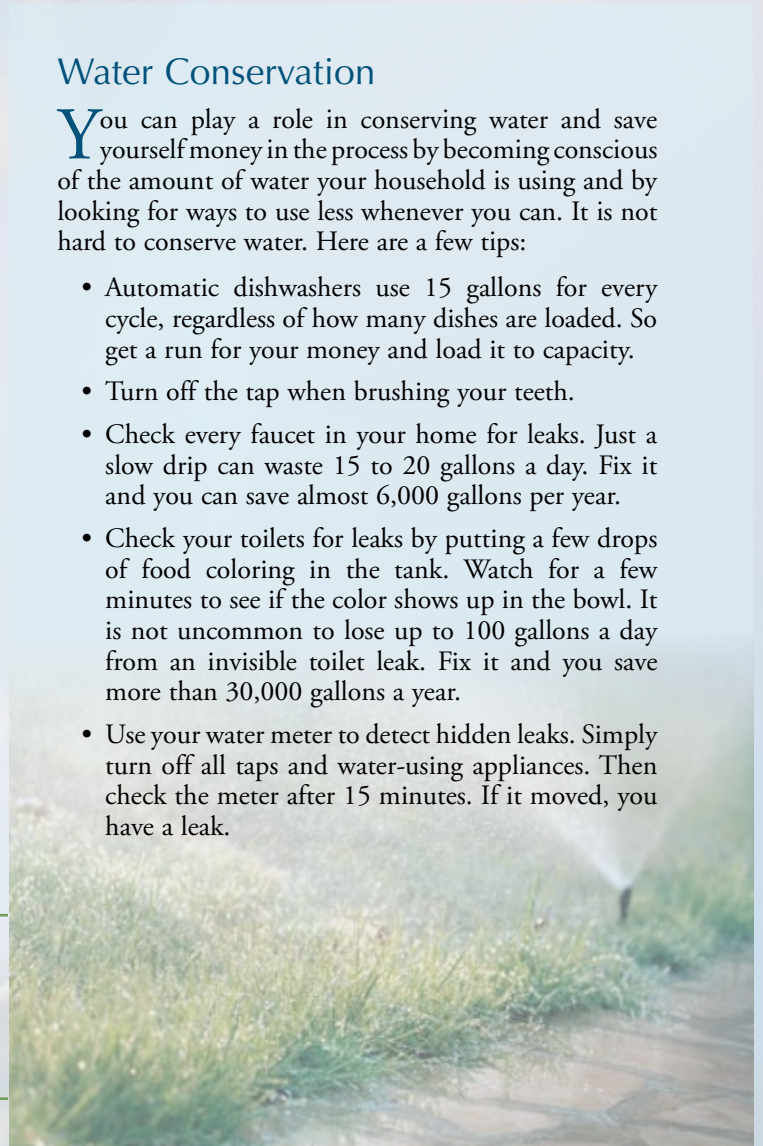 Water Conservation
You can play a role in conserving water and save
yourself money in the process by becoming conscious
of the amount of water your household is using and by
looking for ways to use less whenever you can. It is not
hard to conserve water. Here are a few tips:
• Automatic dishwashers use 15 gallons for every
cycle, regardless of how many dishes are loaded. So
get a run for your money and load it to capacity.
• Turn off the tap when brushing your teeth.
• Check every faucet in your home for leaks. Just a
slow drip can waste 15 to 20 gallons a day. Fix it
and you can save almost 6,000 gallons per year.
• Check your toilets for leaks by putting a few drops
of food coloring in the tank. Watch for a few
minutes to see if the color shows up in the bowl. It
is not uncommon to lose up to 100 gallons a day
from an invisible toilet leak. Fix it and you save
more than 30,000 gallons a year.
• Use your water meter to detect hidden leaks. Simply
turn off all taps and water-using appliances. Then
check the meter after 15 minutes. If it moved, you
have a leak.